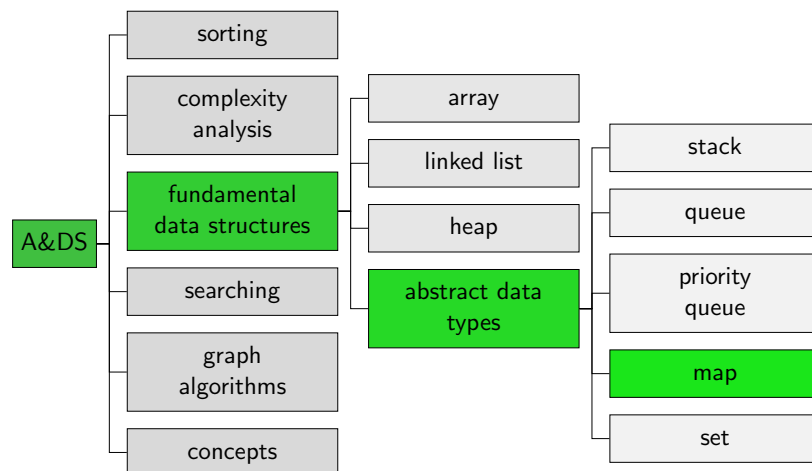 A&DS
sorting
complexity
analysis
fundamental
data structures
searching
graph
algorithms
concepts
array
linked list
heap
abstract data
types
stack
queue
priority
queue
map
set